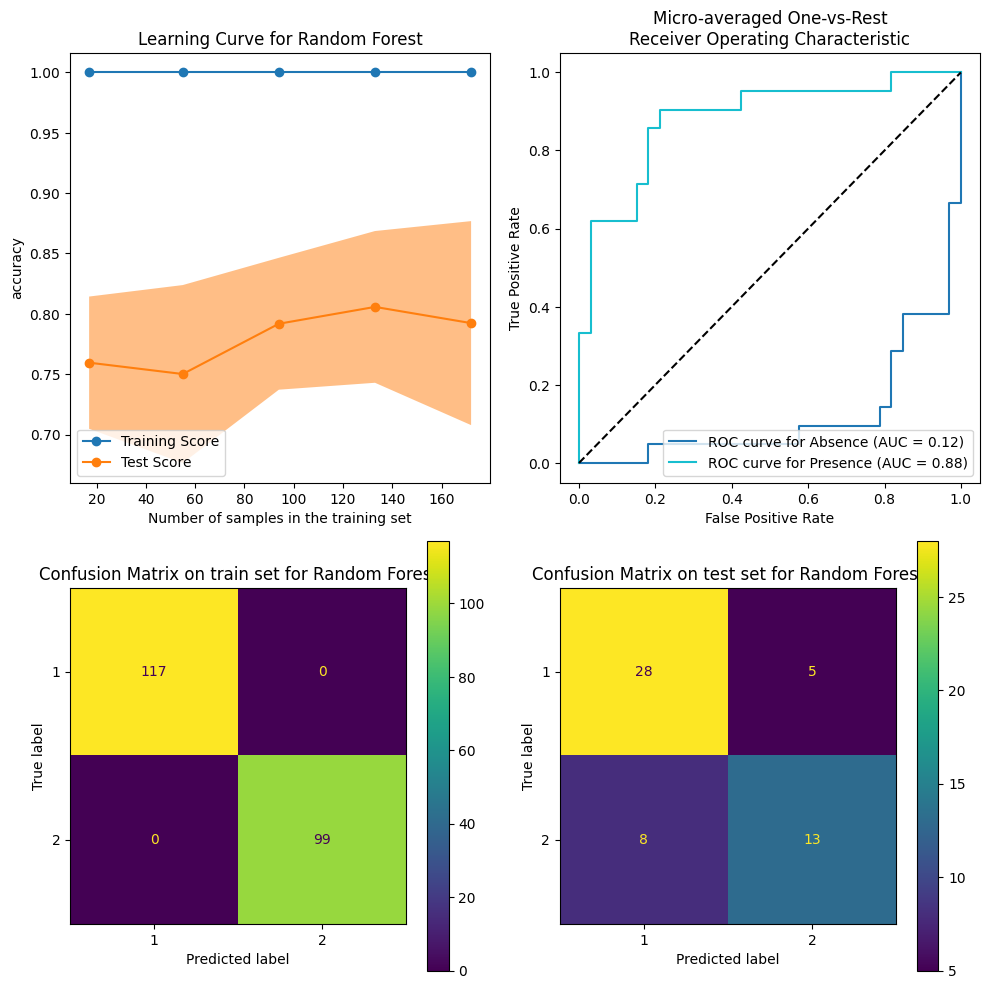 Learning Curve for Random Forest
1.00
0.95
0.90
0.85
0.80
0.75
0.70
accuracy
Training Score
Test Score
20 40 60 80 100 120 140 160
Number of samples in the training set
Micro-averaged One-vs-Rest
Receiver Operating Characteristic
1.0
0.8
0.6
0.4
0.2
0.0
True Positive Rate
ROC curve for Absence (AUC = 0.12)
ROC curve for Presence (AUC = 0.88)
0.0 0.2 0.4 0.6 0.8 1.0
False Positive Rate
Confusion Matrix on train set for Random Fores
1
2
True label
117 0
0 99
1 2
Predicted label
100
80
60
40
20
0
Confusion Matrix on test set for Random Fores
1
2
True label
28 5
8 13
1 2
Predicted label
25
20
15
10
5